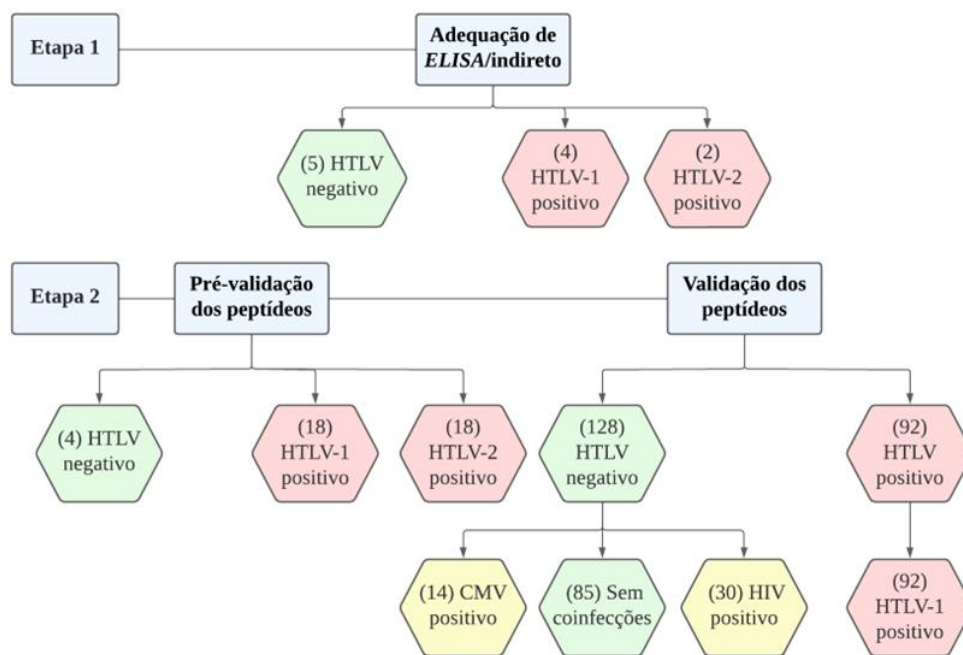 Etapa 1
Adequação de
ELISA/indireto
(5) HTLV
negativo
(4)
HTLV-1
positivo
(2)
HTLV-2
positivo
Etapa 2
Pré-validação
dos peptídeos
Validação dos
peptídeos
(4) HTLV
negativo
(18)
HTLV-1
positivo
(18)
HTLV-2
positivo
(128)
HTLV
negativo
(92)
HTLV
positivo
(14) CMV
positivo
(85) Sem
coinfecções
(30) HIV
positivo
(92)
HTLV-1
positivo